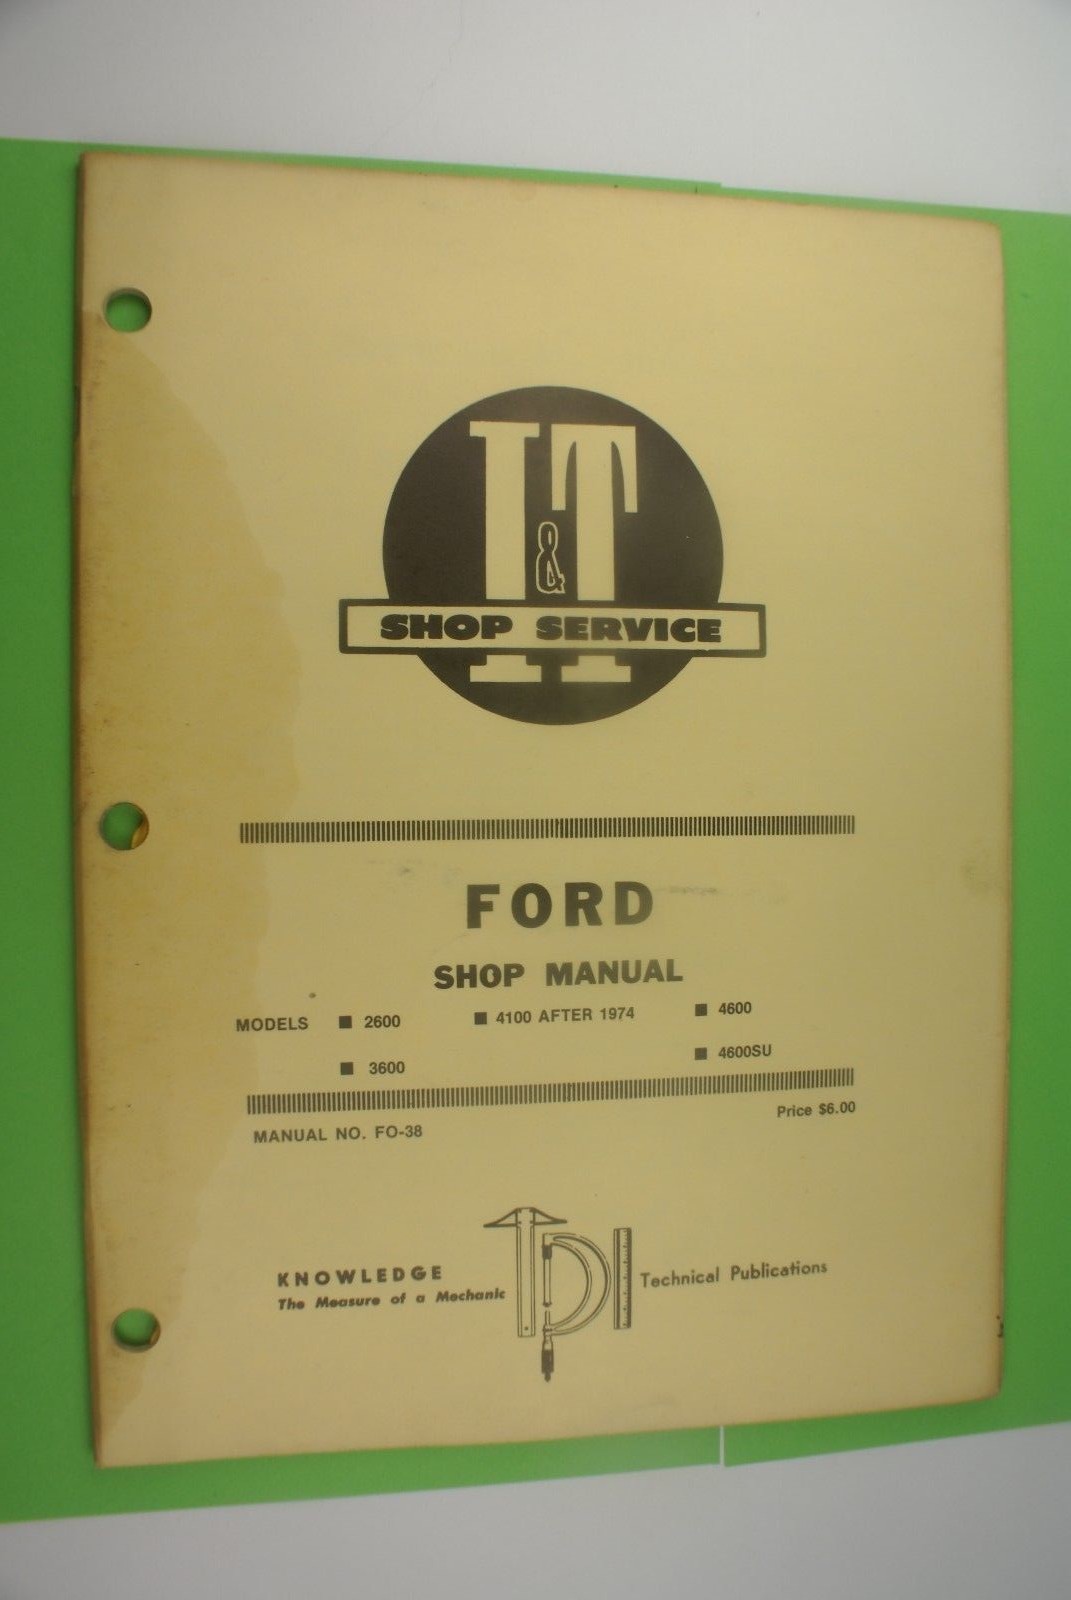 I&T
SHOP SERVICE
FORD
SHOP MANUAL
MODELS ■ 2600 ■ 4100 AFTER 1974 ■ 4600
■ 3600 ■ 4600SU
MANUAL NO. FO-38 Price $6.00
KNOWLEDGE
The Measure of a Mechanic
TPI Technical Publications